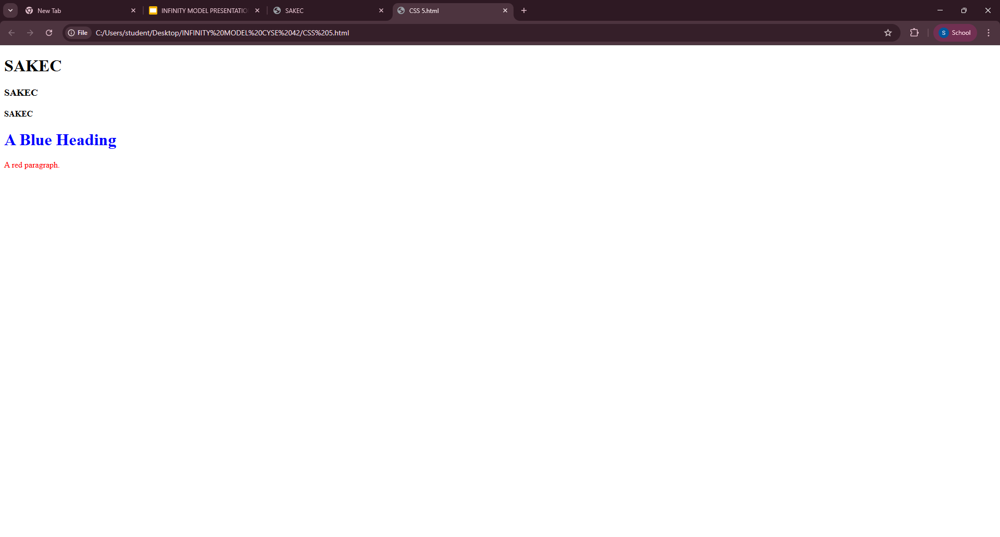 New Tab
INFINITY MODEL PRESENTATIO
SAKEC
CSS 5.html
File
C:/Users/student/Desktop/INFINITY%20MODEL%20CYSE%2042/CSS%205.html
S
School
SAKEC
SAKEC
SAKEC
A Blue Heading
A red paragraph.